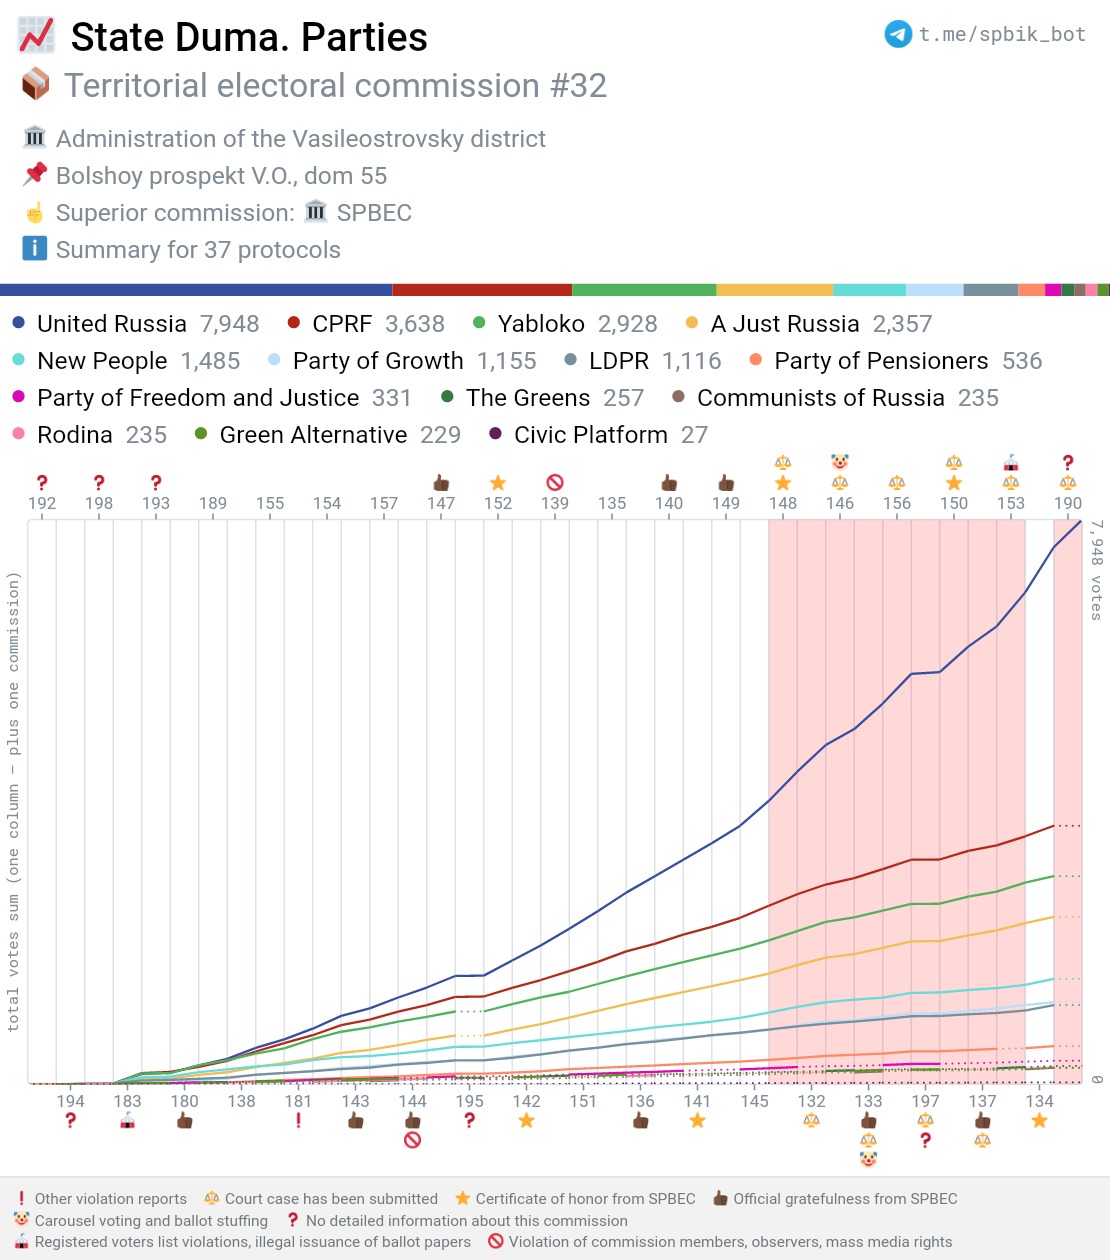 State Duma. Parties
t.me/spbik_bot
Territorial electoral commission #32
Administration of the Vasileostrovsky district
Bolshoy prospekt V.O., dom 55
Superior commission: SPBEC
Summary for 37 protocols
United Russia 7,948 CPRF 3,638 Yabloko 2,928 A Just Russia 2,357
New People 1,485 Party of Growth 1,155 LDPR 1,116 Party of Pensioners 536
Party of Freedom and Justice 331 The Greens 257 Communists of Russia 235
Rodina 235 Green Alternative 229 Civic Platform 27
192 198 193 189 155 154 157 147 152 139 135 140 149 148 146 156 150 153 190
total votes sum (one column – plus one commission)
7,948 votes
0
194 183 180 138 181 143 144 195 142 151 136 141 145 132 133 197 137 134
Other violation reports Court case has been submitted Certificate of honor from SPBEC Official gratefulness from SPBEC
Carousel voting and ballot stuffing No detailed information about this commission
Registered voters list violations, illegal issuance of ballot papers Violation of commission members, observers, mass media rights